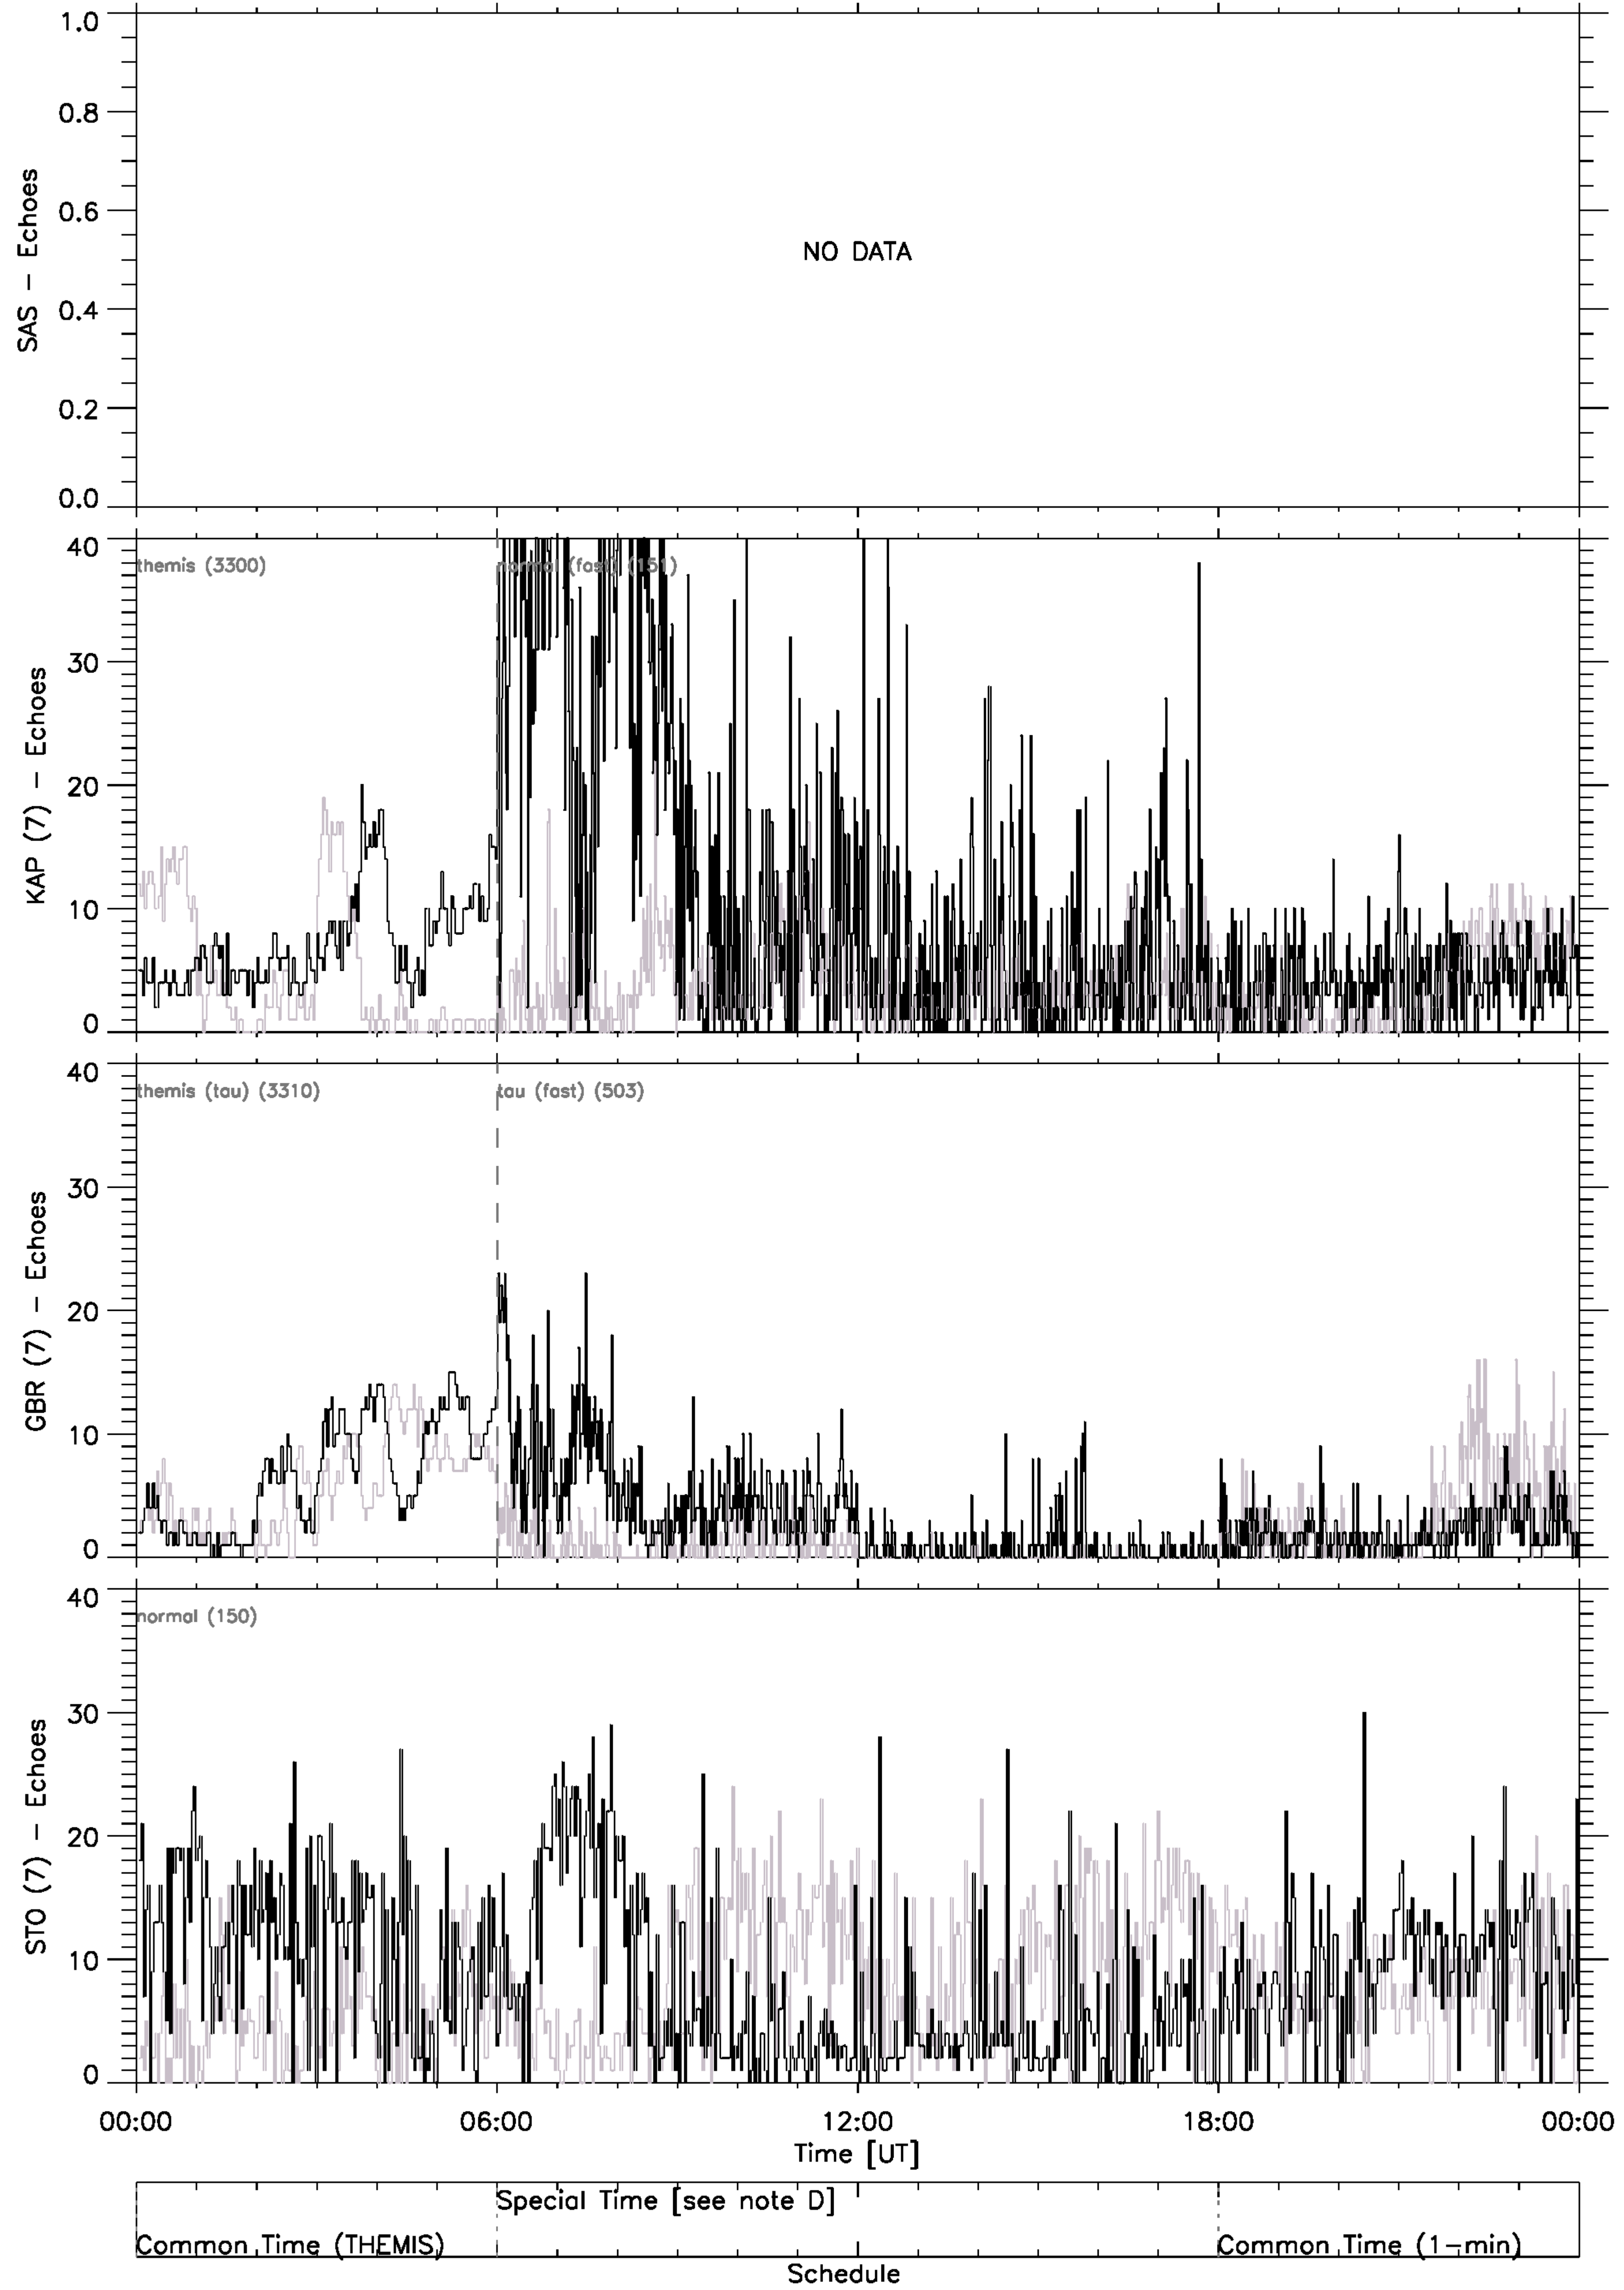 1.0
0.8
0.6
0.4
0.2
0.0
SAS - Echoes
NO DATA
40
30
20
10
0
KAP (7) - Echoes
themis (3300)
normal (fast) (151)
40
30
20
10
0
GBR (7) - Echoes
themis (tau) (3310)
tau (fast) (503)
40
30
20
10
0
STO (7) - Echoes
normal (150)
00:00 06:00 12:00 18:00 00:00
Time [UT]
Special Time [see note D]
Common Time (THEMIS)
Common Time (1-min)
Schedule